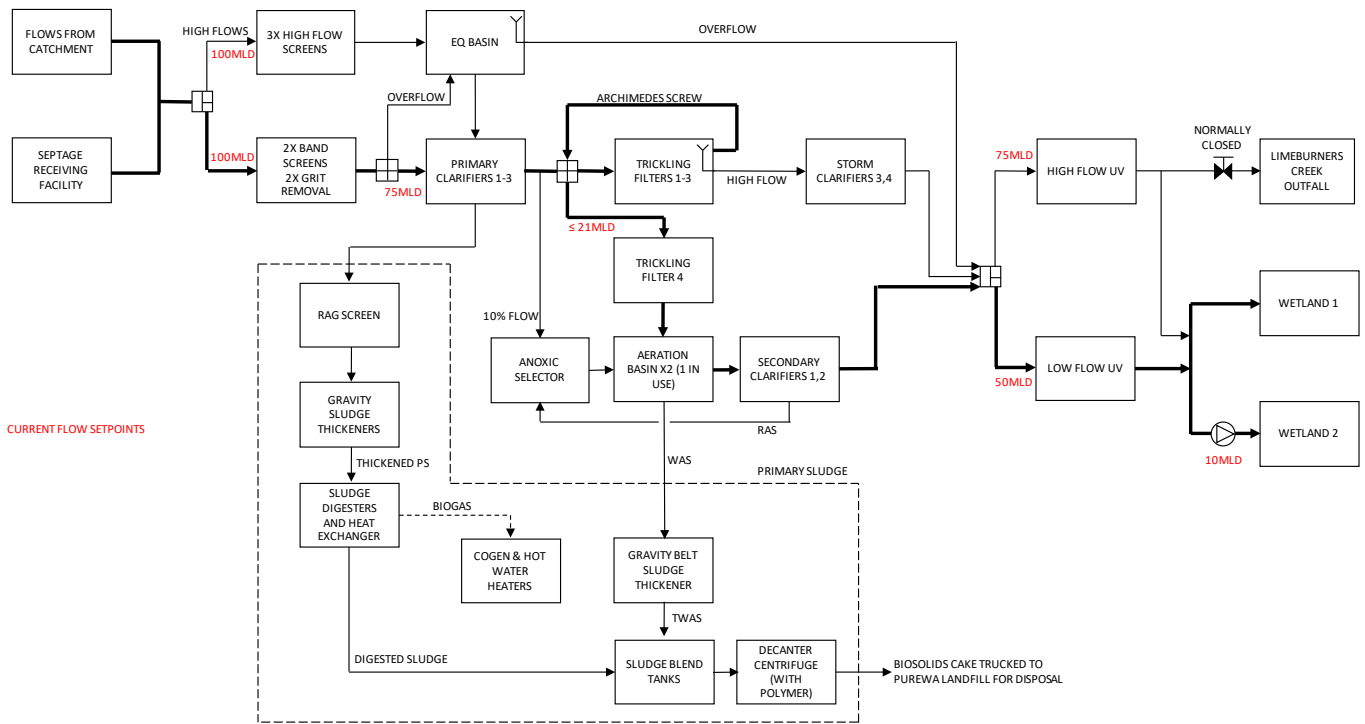 FLOWS FROM
CATCHMENT
HIGH FLOWS
100MLD
3X HIGH FLOW
SCREENS
EQ BASIN
OVERFLOW
OVERFLOW
ARCHIMEDES SCREW
SEPTAGE
RECEIVING
FACILITY
100MLD
2X BAND
SCREENS
2X GRIT
REMOVAL
75MLD
PRIMARY
CLARIFIERS 1-3
TRICKLING
FILTERS 1-3
HIGH FLOW
STORM
CLARIFIERS 3,4
75MLD
HIGH FLOW UV
NORMALLY
CLOSED
LIMEBURNERS
CREEK
OUTFALL
≤ 21MLD
TRICKLING
FILTER 4
RAG SCREEN
10% FLOW
ANOXIC
SELECTOR
AERATION
BASIN X2 (1 IN
USE)
SECONDARY
CLARIFIERS 1,2
RAS
50MLD
LOW FLOW UV
WETLAND 1
WETLAND 2
10MLD
CURRENT FLOW SETPOINTS
GRAVITY
SLUDGE
THICKENERS
THICKENED PS
WAS
PRIMARY SLUDGE
SLUDGE
DIGESTERS
AND HEAT
EXCHANGER
BIOGAS
COGEN & HOT
WATER
HEATERS
GRAVITY BELT
SLUDGE
THICKENER
TWAS
DIGESTED SLUDGE
SLUDGE BLEND
TANKS
DECANTER
CENTRIFUGE
(WITH
POLYMER)
BIOSOLIDS CAKE TRUCKED TO
PUREWA LANDFILL FOR DISPOSAL